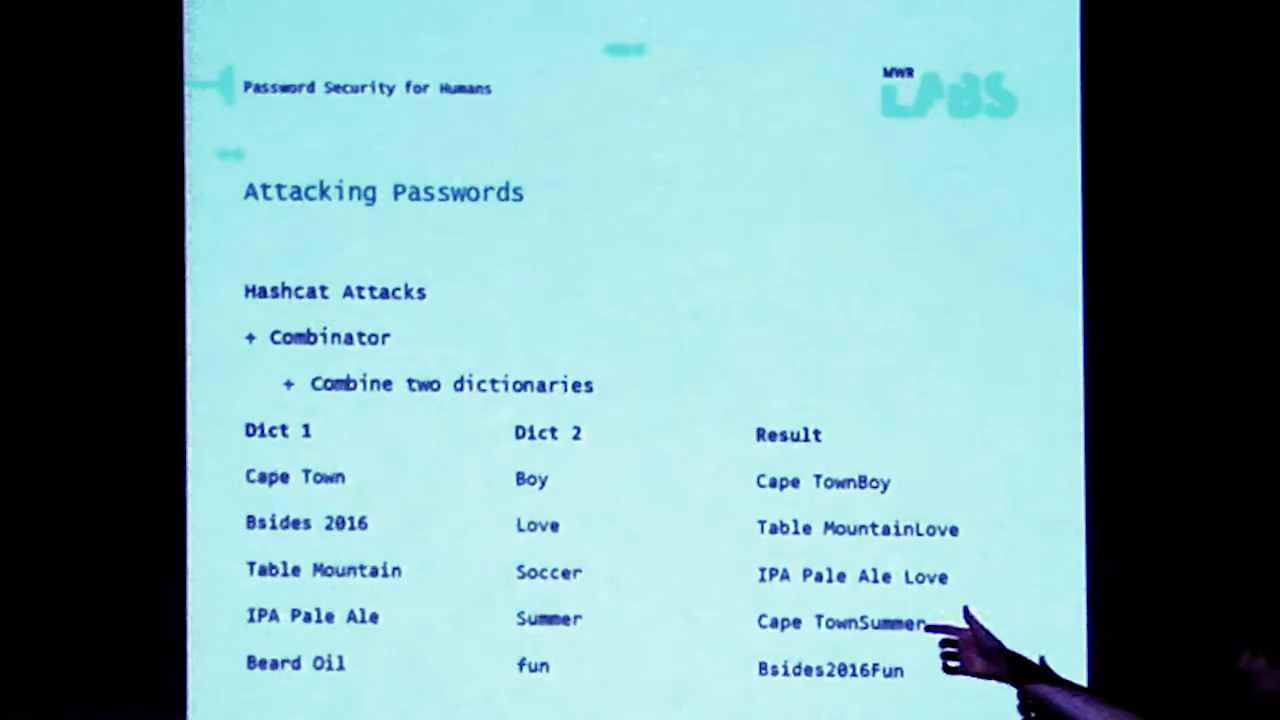 MWR
LABS
Password Security for Humans
Attacking Passwords
Hashcat Attacks
+ Combinator
+ Combine two dictionaries
Dict 1 Dict 2 Result
Cape Town Boy Cape TownBoy
Bsides 2016 Love Table MountainLove
Table Mountain Soccer IPA Pale Ale Love
IPA Pale Ale Summer Cape TownSummer
Beard Oil fun Bsides2016Fun